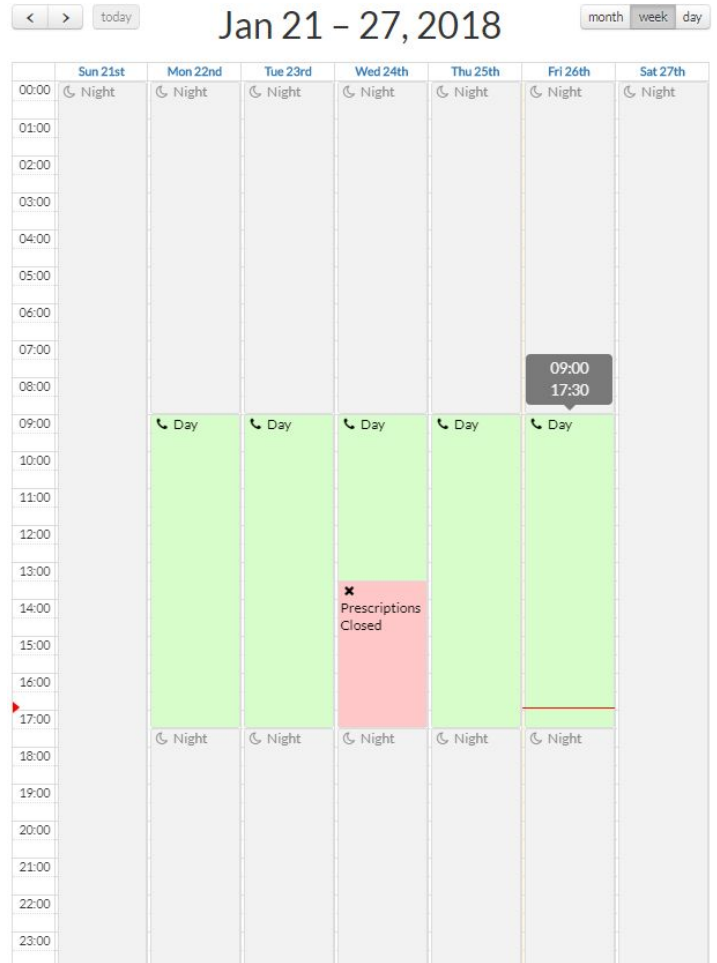 today
Jan 21 – 27, 2018
month week day
Sun 21st Mon 22nd Tue 23rd Wed 24th Thu 25th Fri 26th Sat 27th
00:00 Night Night Night Night Night Night Night
01:00
02:00
03:00
04:00
05:00
06:00
07:00
09:00
17:30
08:00
09:00 Day Day Day Day Day
10:00
11:00
12:00
13:00
Prescriptions
Closed
14:00
15:00
16:00
17:00
Night Night Night Night Night
18:00
19:00
20:00
21:00
22:00
23:00